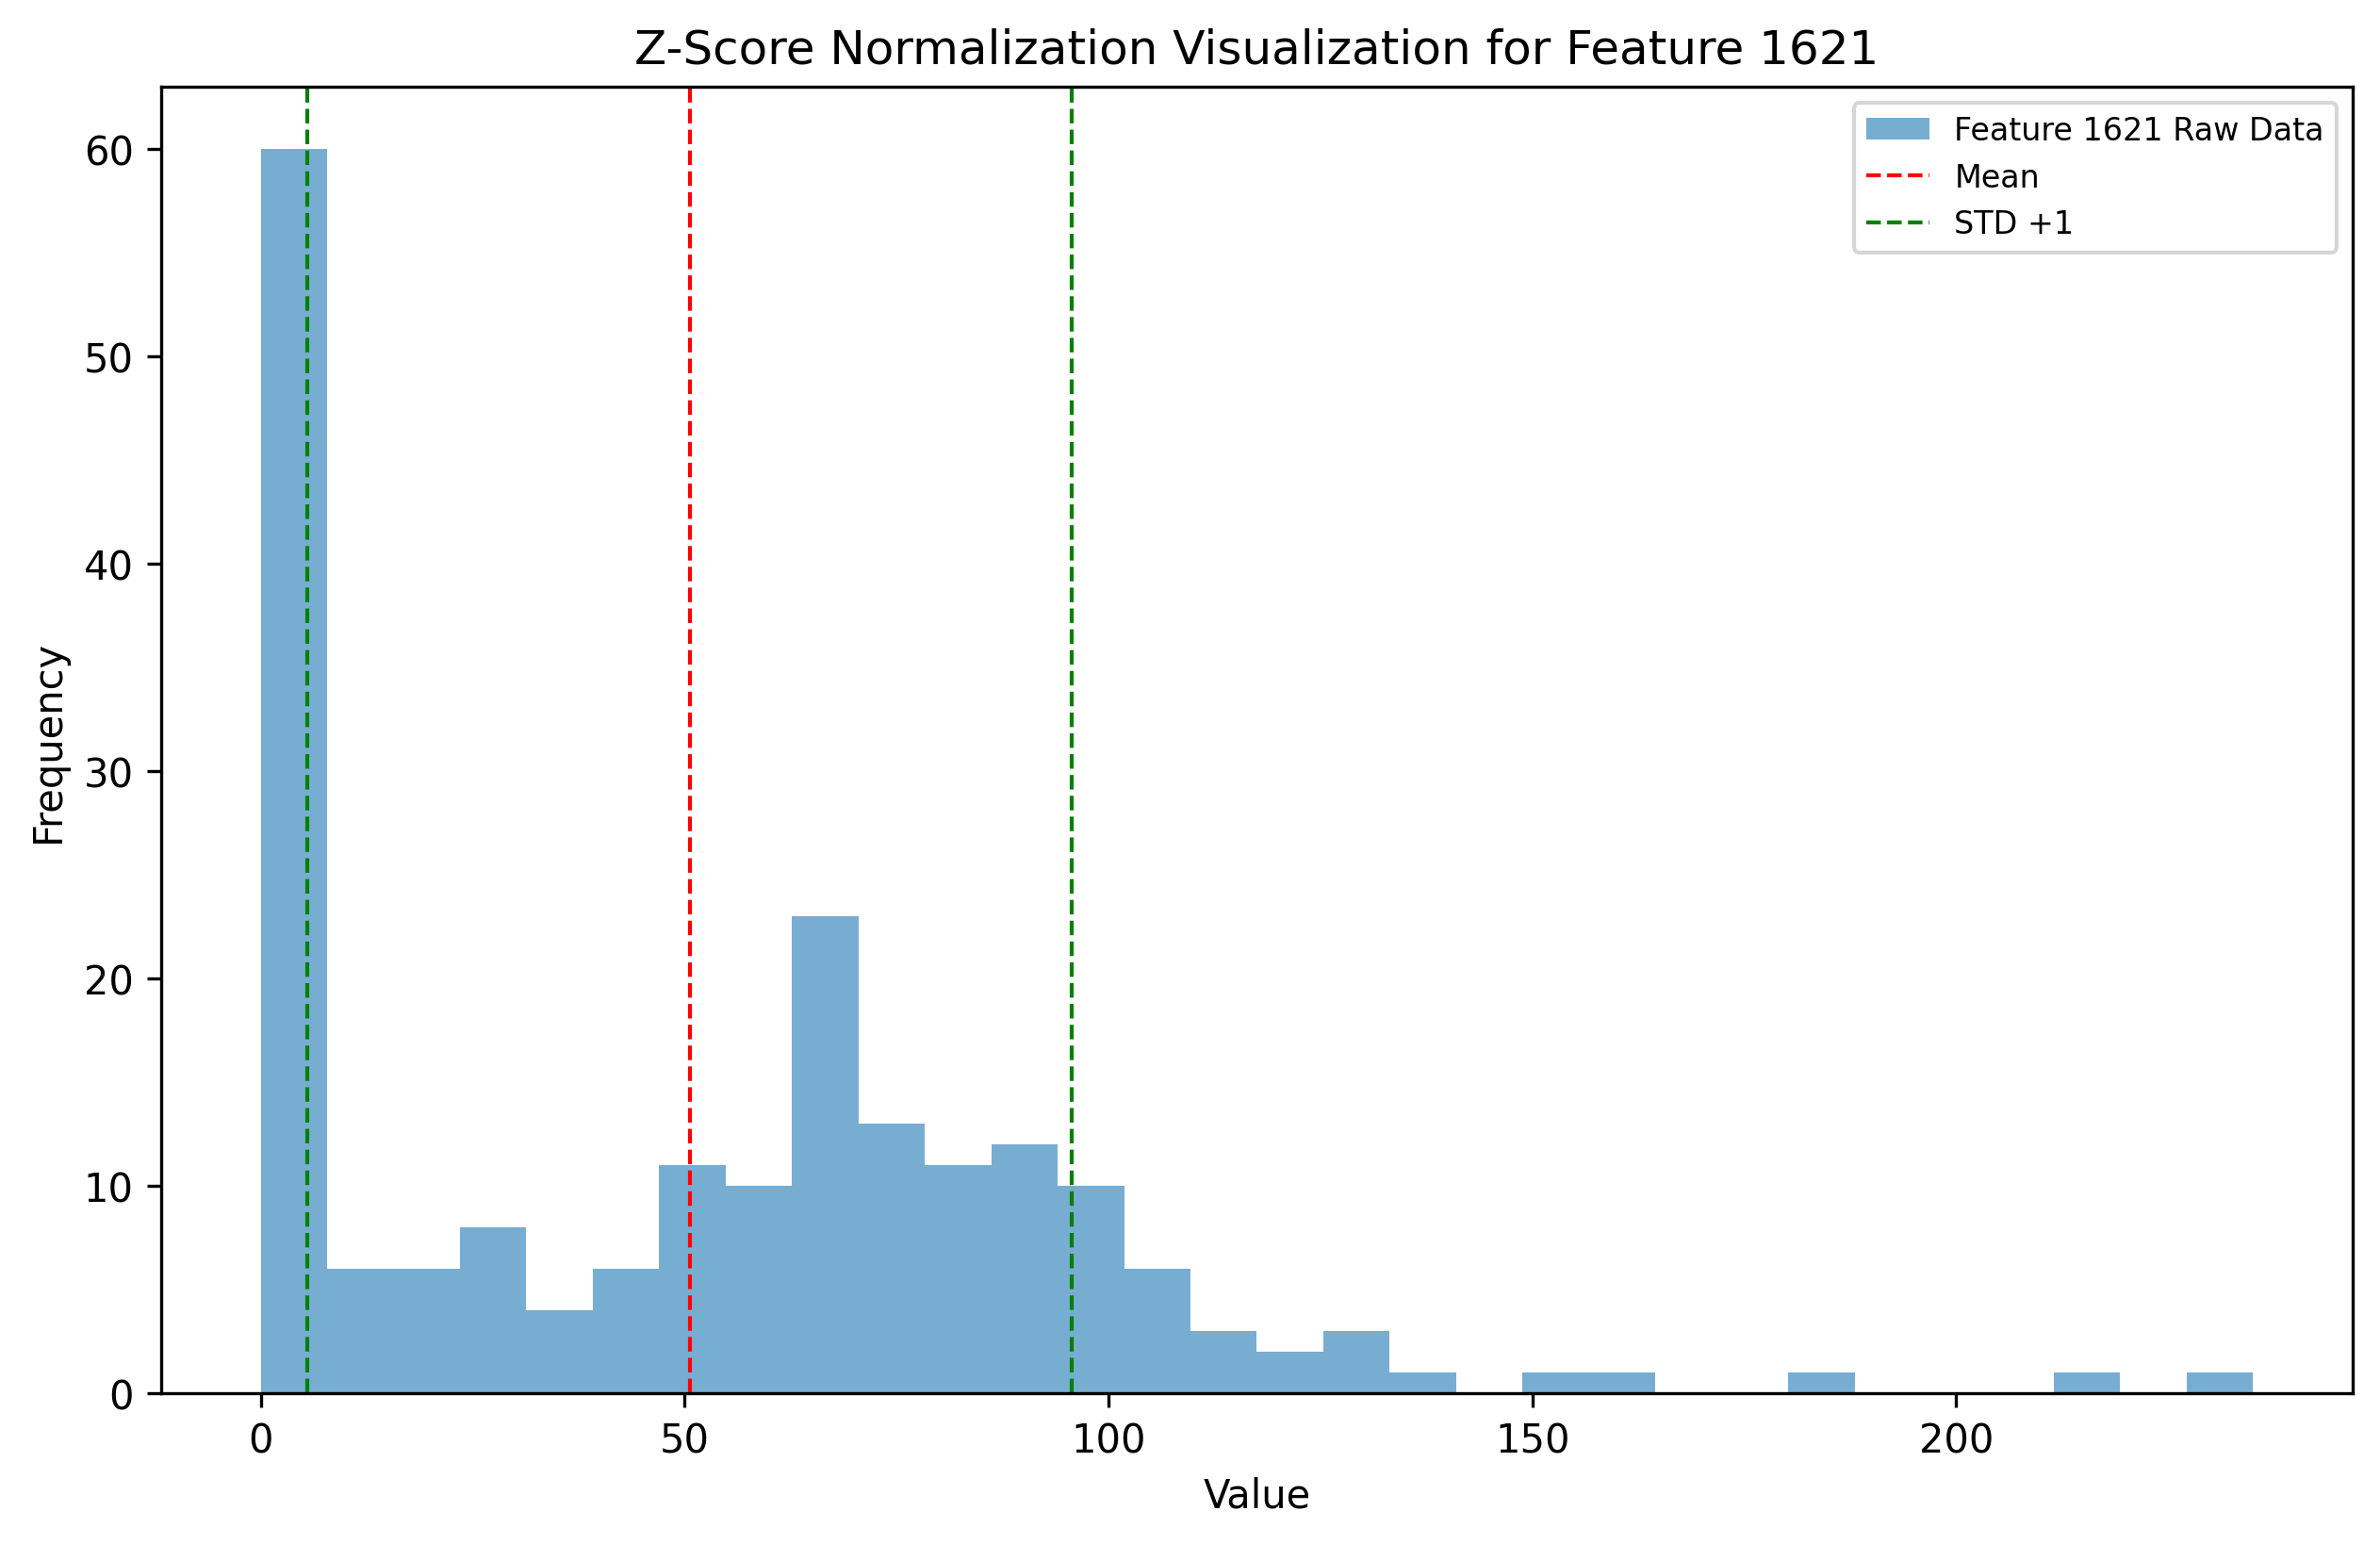 Z-Score Normalization Visualization for Feature 1621
Feature 1621 Raw Data
Mean
STD +1
60
50
40
30
20
10
0
Frequency
0 50 100 150 200
Value